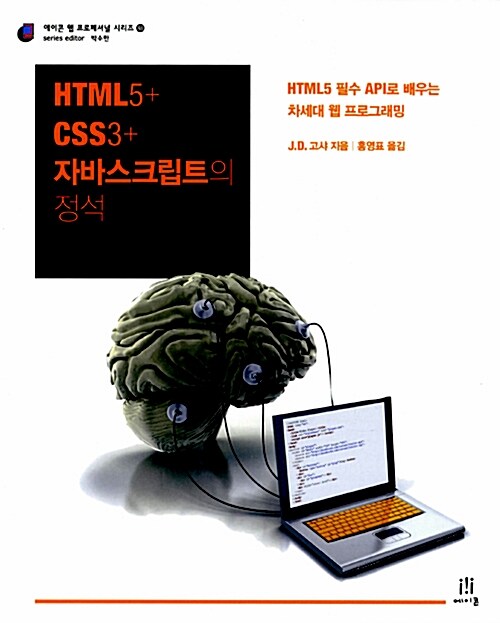 에이콘 웹 프로페셔널 시리즈
series editor 박수만
HTML5+
CSS3+
자바스크립트의
정석
HTML5 필수 API로 배우는
차세대 웹 프로그래밍
J.D. 고샤 지음 | 홍영표 옮김
에이콘